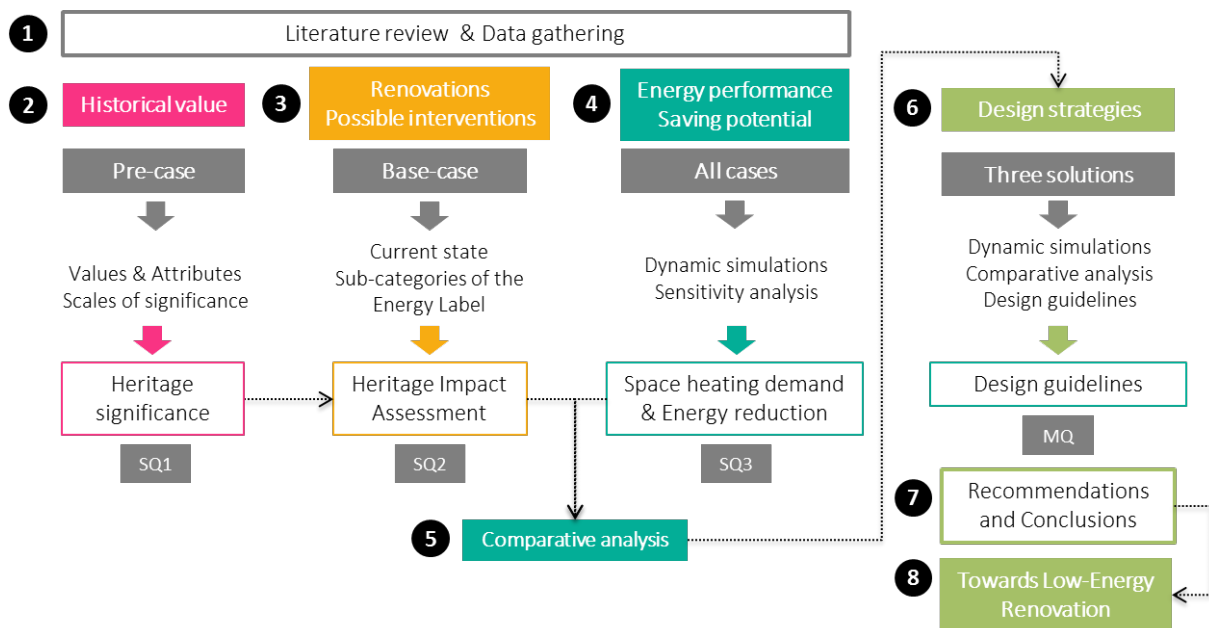 1
Literature review & Data gathering
2
Historical value
Pre-case
Values & Attributes
Scales of significance
Heritage
significance
SQ1
3
Renovations
Possible interventions
Base-case
Current state
Sub-categories of the
Energy Label
Heritage Impact
Assessment
SQ2
4
Energy performance
Saving potential
All cases
Dynamic simulations
Sensitivity analysis
Space heating demand
& Energy reduction
SQ3
5
Comparative analysis
6
Design strategies
Three solutions
Dynamic simulations
Comparative analysis
Design guidelines
Design guidelines
MQ
7
Recommendations
and Conclusions
8
Towards Low-Energy
Renovation